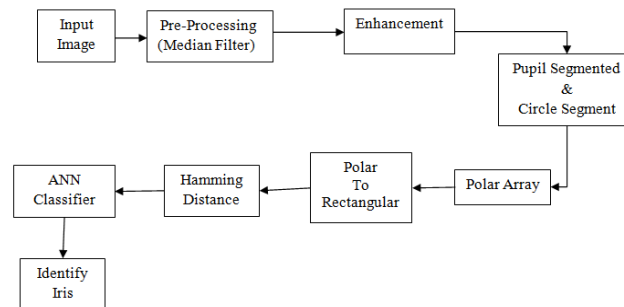 Input
Image
Pre-Processing
(Median Filter)
Enhancement
Pupil Segmented
&
Circle Segment
Polar Array
Polar
To
Rectangular
Hamming
Distance
ANN
Classifier
Identify
Iris